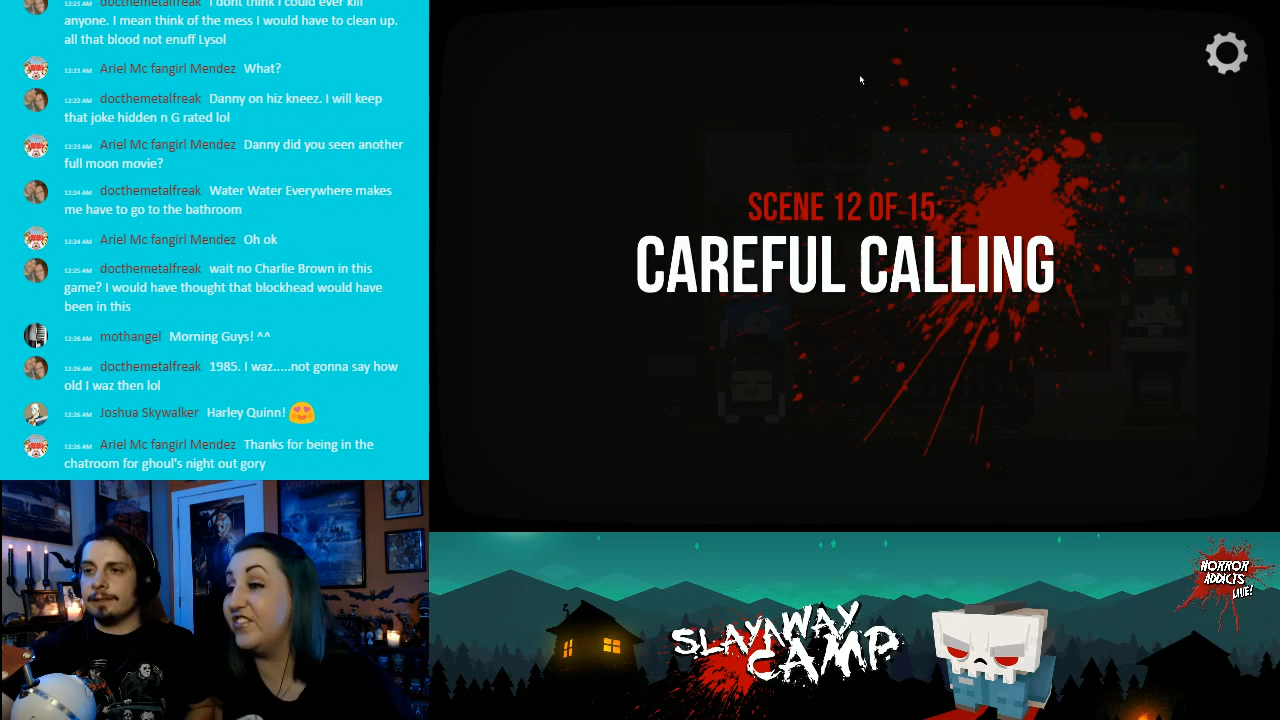 12:21 AM docthemetalfreak I dont think I could ever kill
anyone. I mean think of the mess I would have to clean up.
all that blood not enuff Lysol
12:21 AM Ariel Mc fangirl Mendez What?
12:22 AM docthemetalfreak Danny on hiz kneez. I will keep
that joke hidden n G rated lol
12:23 AM Ariel Mc fangirl Mendez Danny did you seen another
full moon movie?
12:24 AM docthemetalfreak Water Water Everywhere makes
me have to go to the bathroom
12:24 AM Ariel Mc fangirl Mendez Oh ok
12:25 AM docthemetalfreak wait no Charlie Brown in this
game? I would have thought that blockhead would have
been in this
12:26 AM mothangel Morning Guys! ^^
12:26 AM docthemetalfreak 1985. I waz.....not gonna say how
old I waz then lol
12:26 AM Joshua Skywalker Harley Quinn!
12:26 AM Ariel Mc fangirl Mendez Thanks for being in the
chatroom for ghoul's night out gory
SCENE 12 OF 15:
CAREFUL CALLING
SLAYAWAY
CAMP
HORROR
ADDICTS
LIVE!